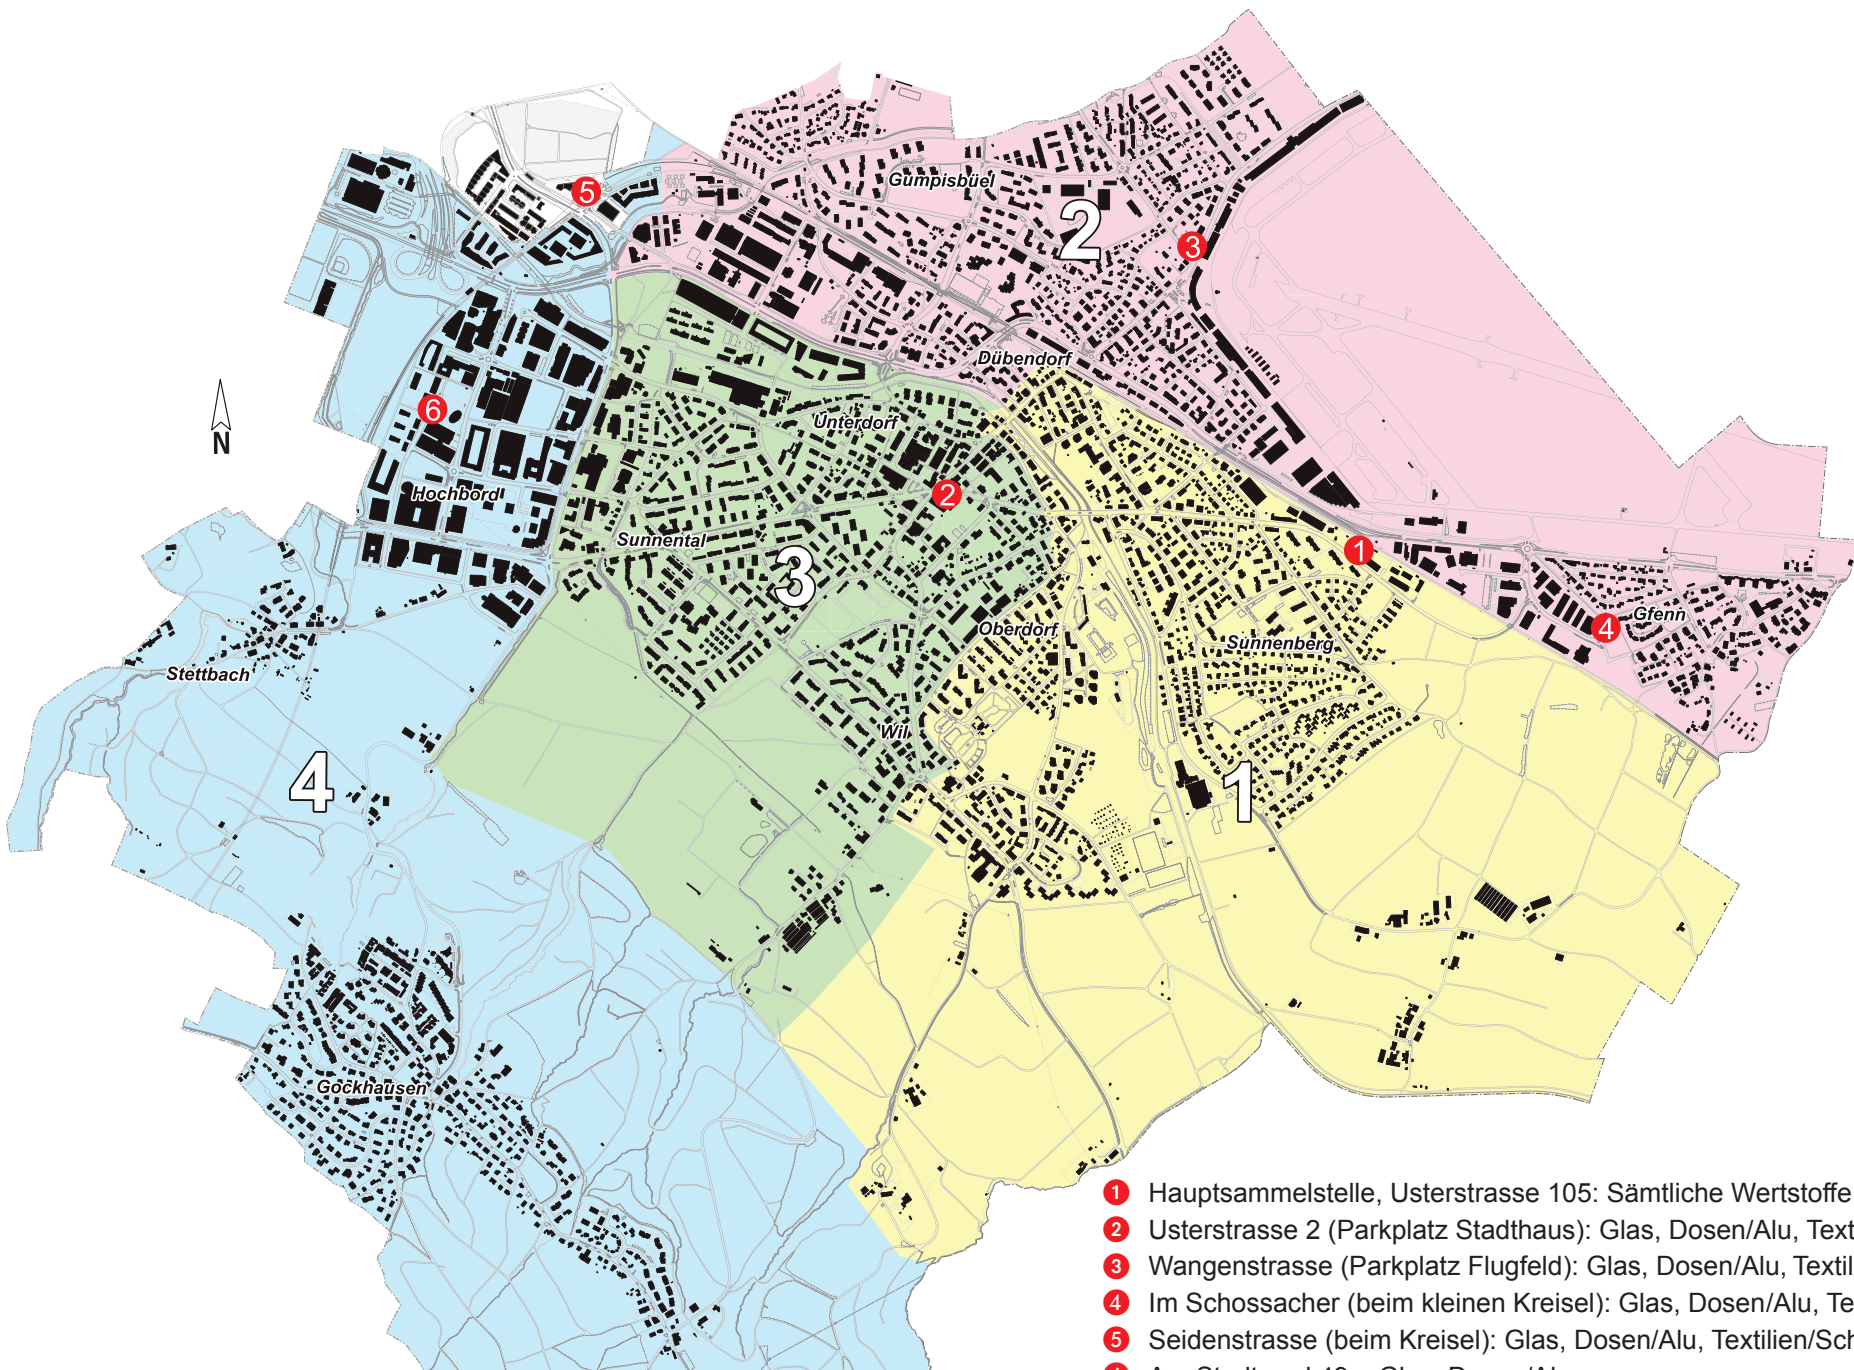 5
Gumpisbüel
2
3
Dübendorf
6
Unterdorf
N
Hochbord
2
Sunnental
1
3
Oberdorf
Gfenn
4
Sunnenberg
Stettbach
Wil
4
1
Gockhausen
1 Hauptsammelstelle, Usterstrasse 105: Sämtliche Wertstoffe
2 Usterstrasse 2 (Parkplatz Stadthaus): Glas, Dosen/Alu, Text
3 Wangenstrasse (Parkplatz Flugfeld): Glas, Dosen/Alu, Textil
4 Im Schossacher (beim kleinen Kreisel): Glas, Dosen/Alu, Te
5 Seidenstrasse (beim Kreisel): Glas, Dosen/Alu, Textilien/Sch